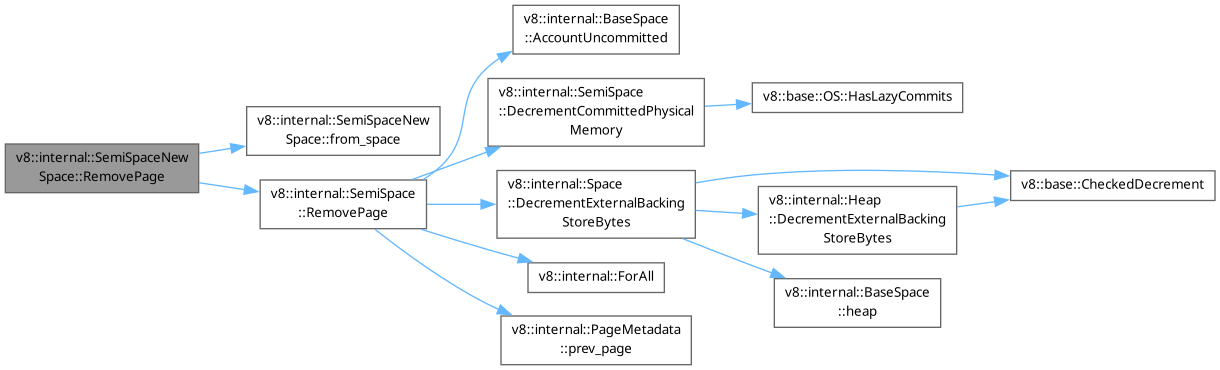 v8::internal::SemiSpaceNew
Space::RemovePage
v8::internal::SemiSpaceNew
Space::from_space
v8::internal::SemiSpace
::RemovePage
v8::internal::BaseSpace
::AccountUncommitted
v8::internal::SemiSpace
::DecrementCommittedPhysical
Memory
v8::base::OS::HasLazyCommits
v8::internal::Space
::DecrementExternalBacking
StoreBytes
v8::internal::Heap
::DecrementExternalBacking
StoreBytes
v8::base::CheckedDecrement
v8::internal::BaseSpace
::heap
v8::internal::ForAll
v8::internal::PageMetadata
::prev_page